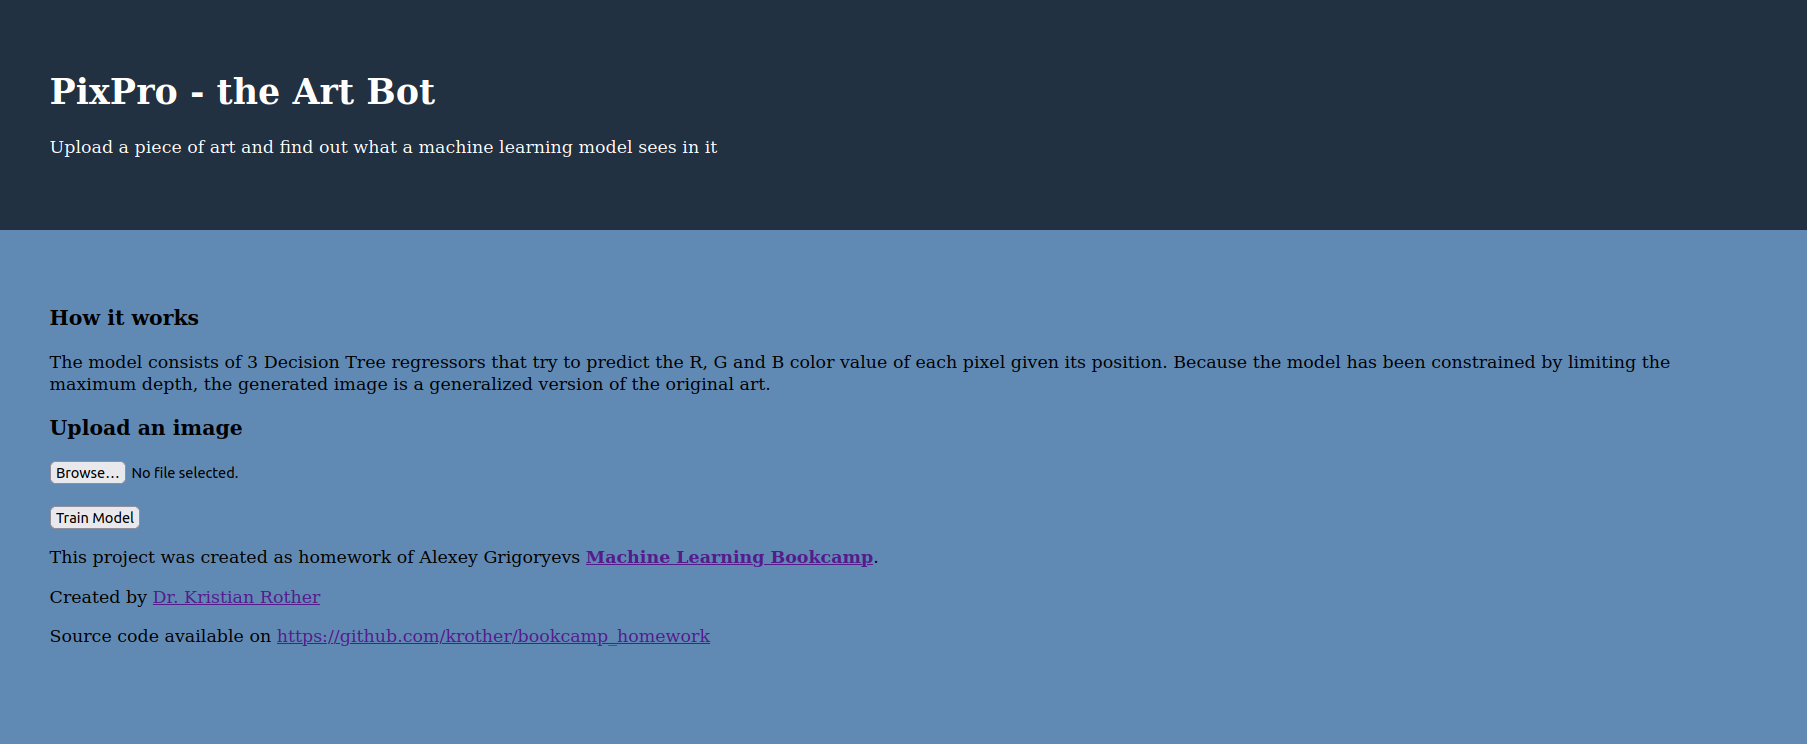 PixPro - the Art Bot
Upload a piece of art and find out what a machine learning model sees in it
How it works
The model consists of 3 Decision Tree regressors that try to predict the R, G and B color value of each pixel given its position. Because the model has been constrained by limiting the
maximum depth, the generated image is a generalized version of the original art.
Upload an image
Browse... No file selected.
Train Model
This project was created as homework of Alexey Grigoryevs Machine Learning Bookcamp.
Created by Dr. Kristian Rother
Source code available on https://github.com/krother/bookcamp_homework